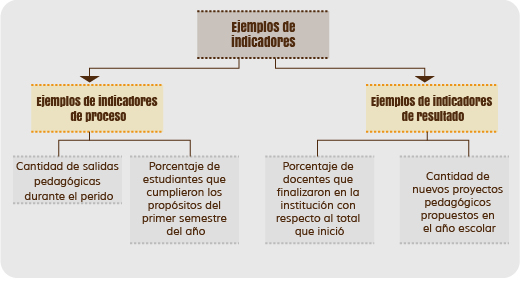 Ejemplos de
indicadores
Ejemplos de indicadores
de proceso
Ejemplos de indicadores
de resultado
Cantidad de salidas
pedagógicas
durante el perido
Porcentaje de
estudiantes que
cumplieron los
propósitos del
primer semestre
del año
Porcentaje de
docentes que
finalizaron en la
institución con
respecto al total
que inició
Cantidad de
nuevos proyectos
pedagógicos
propuestos en
el año escolar